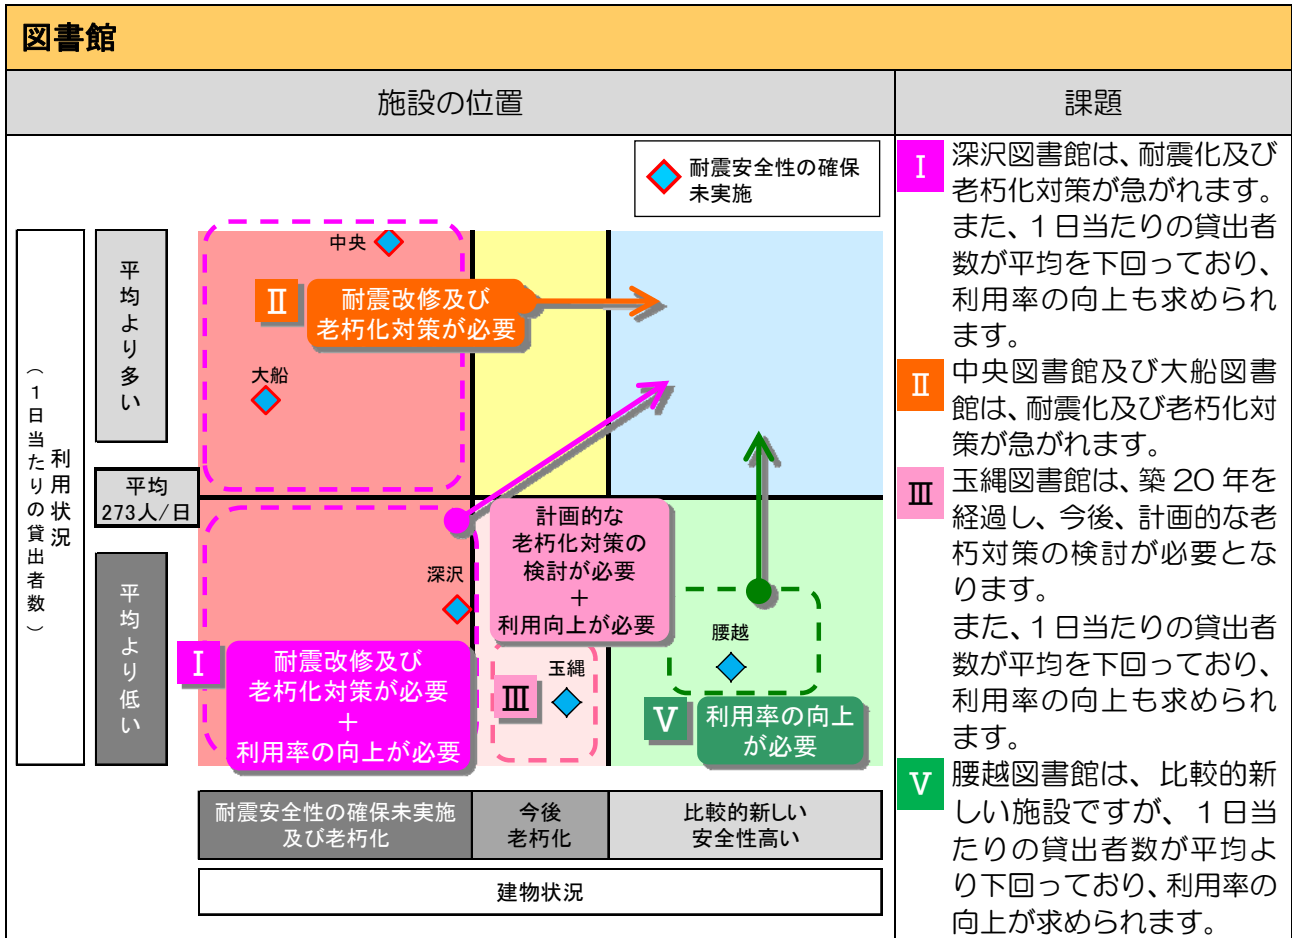 図書館
施設の位置
課題
耐震安全性の確保
未実施
利用状況
（１日当たりの貸出者数）
平均より多い
平均
273人/日
平均より低い
中央
Ⅱ
耐震改修及び
老朽化対策が必要
大船
深沢
Ⅰ
耐震改修及び
老朽化対策が必要
＋
利用率の向上が必要
計画的な
老朽化対策の
検討が必要
＋
利用向上が必要
Ⅲ
玉縄
腰越
Ⅴ
利用率の向上
が必要
耐震安全性の確保未実施
及び老朽化
今後
老朽化
比較的新しい
安全性高い
建物状況
Ⅰ
深沢図書館は、耐震化及び
老朽化対策が急がれます。
また、１日当たりの貸出者
数が平均を下回っており、
利用率の向上も求められ
ます。
Ⅱ
中央図書館及び大船図書
館は、耐震化及び老朽化対
策が急がれます。
Ⅲ
玉縄図書館は、築 20 年を
経過し、今後、計画的な老
朽対策の検討が必要とな
ります。
また、１日当たりの貸出者
数が平均を下回っており、
利用率の向上も求められ
ます。
Ⅴ
腰越図書館は、比較的新
しい施設ですが、１日当
たりの貸出者数が平均よ
り下回っており、利用率の
向上が求められます。